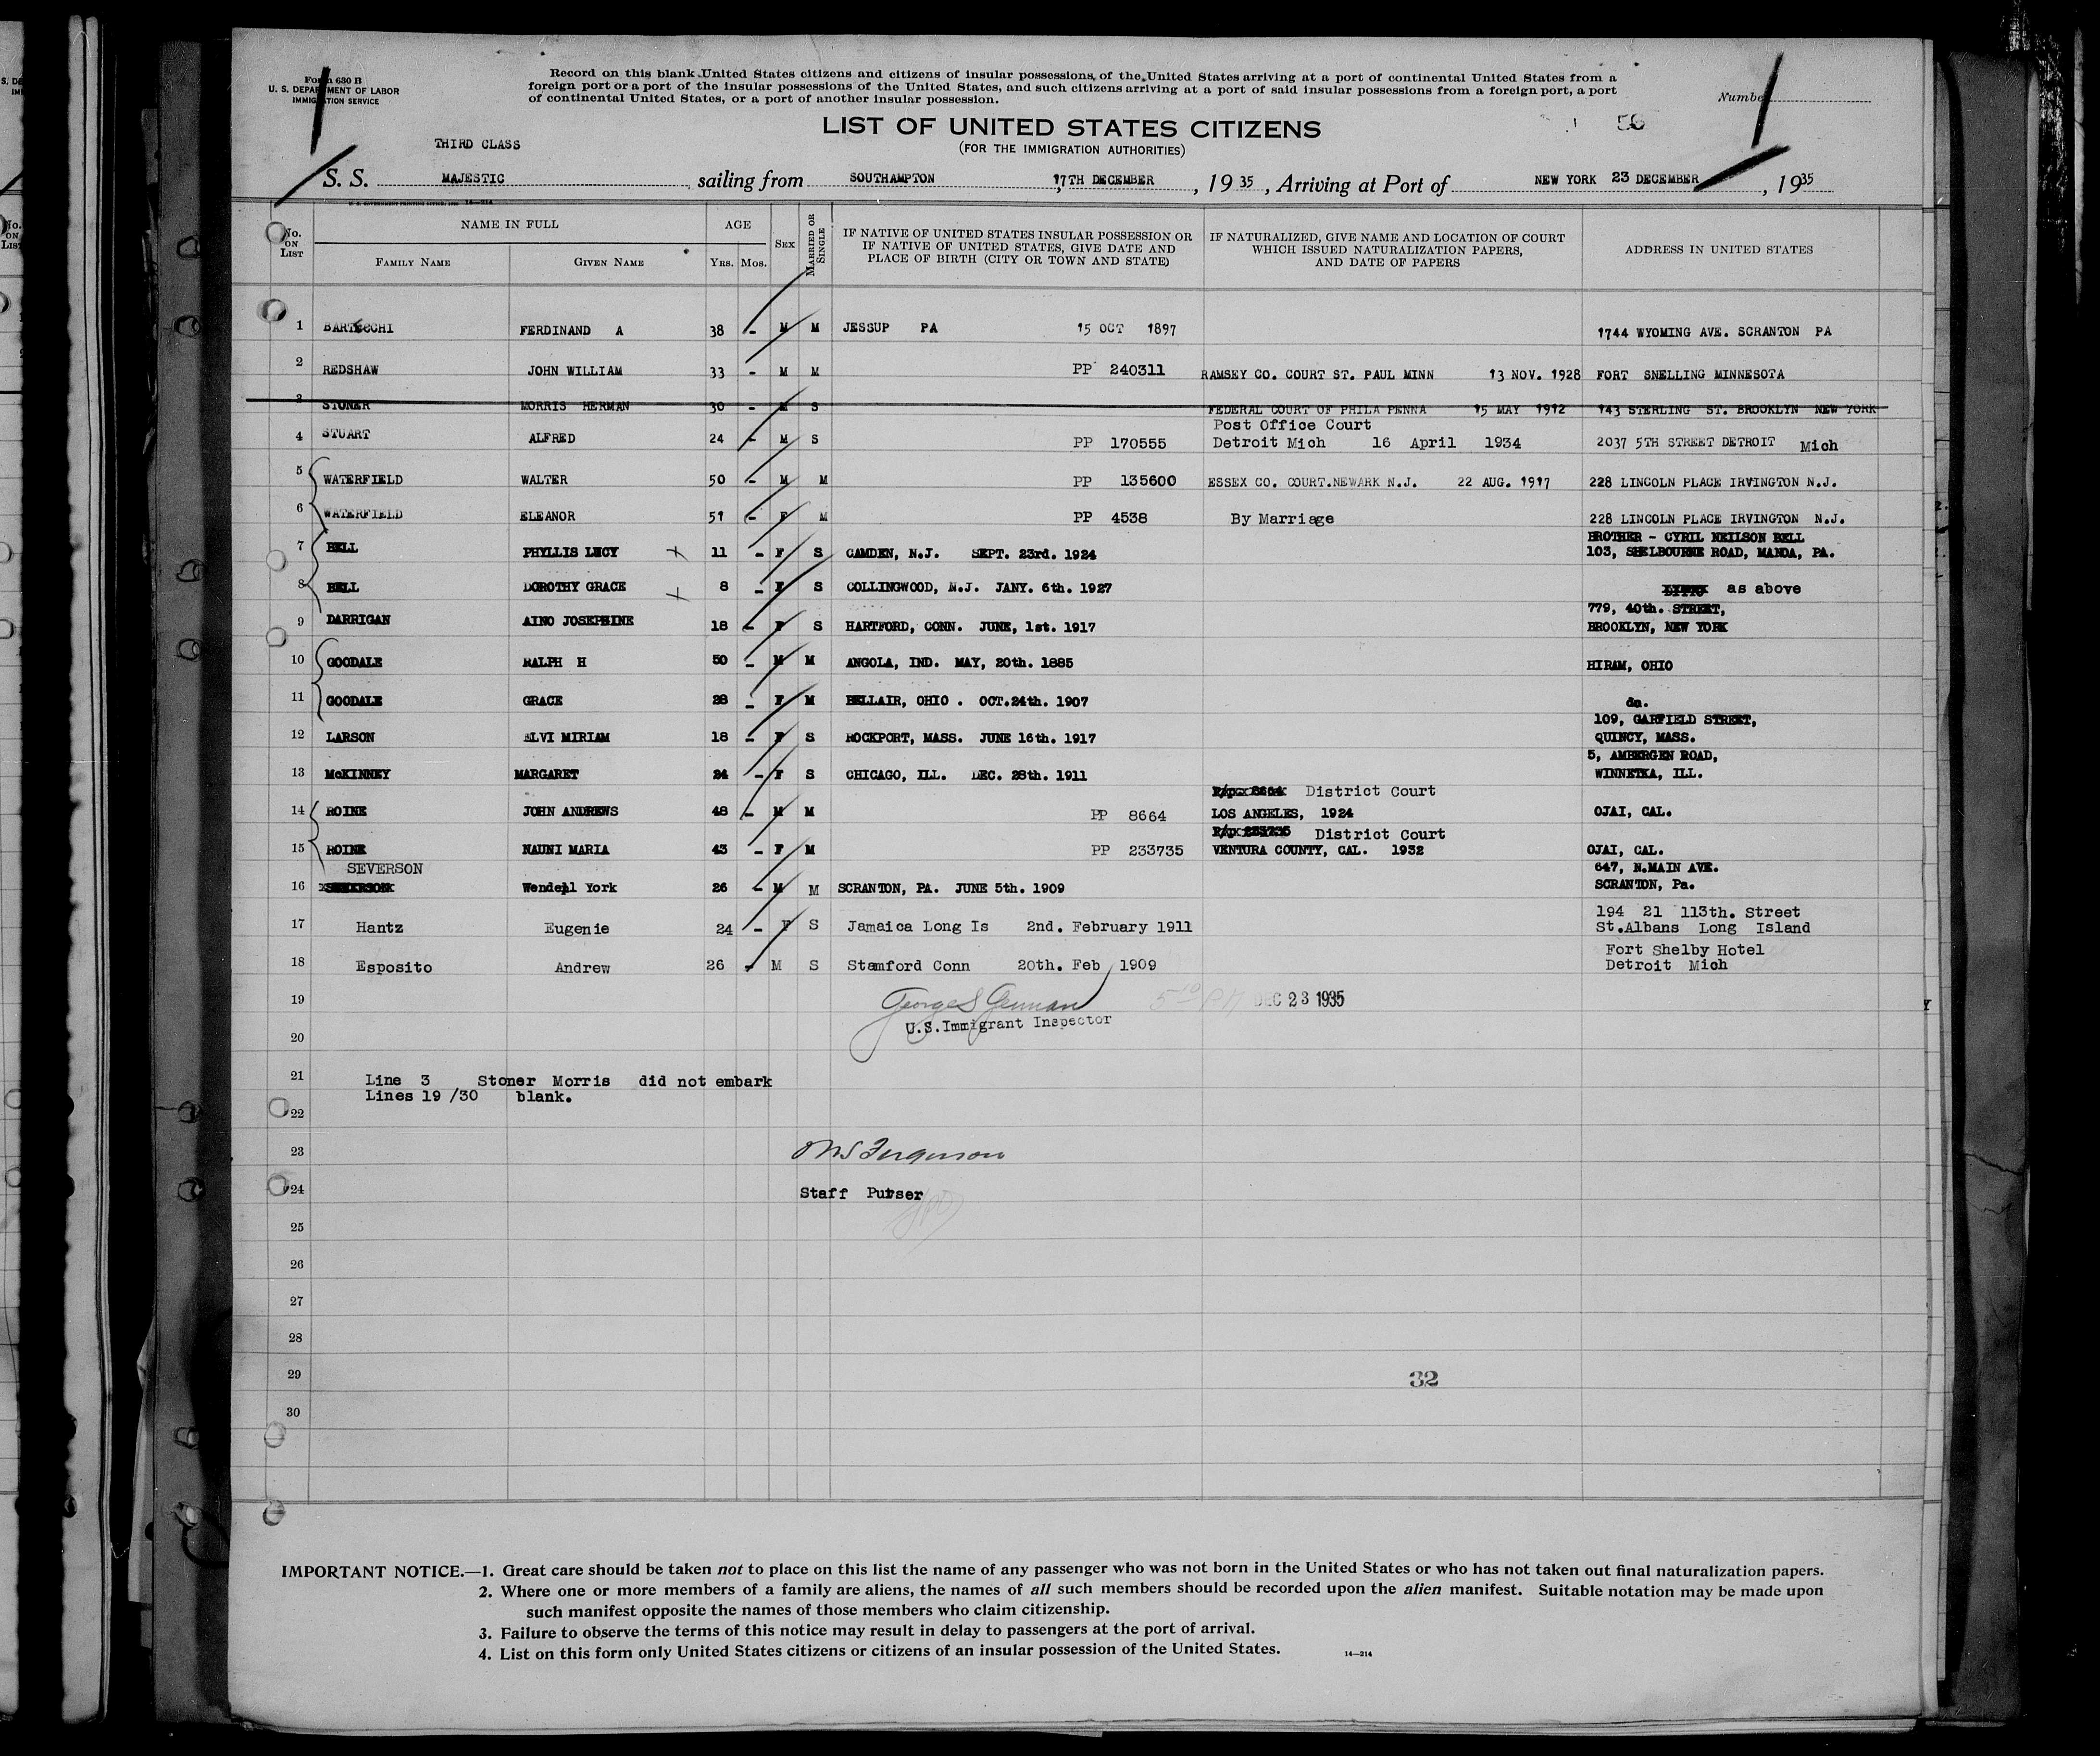 Form 630 B
U. S. DEPARTMENT OF LABOR
IMMIGRATION SERVICE
Record on this blank United States citizens and citizens of insular possessions of the United States arriving at a port of continental United States from a
foreign port or a port of the insular possessions of the United States, and such citizens arriving at a port of said insular possessions from a foreign port, a port
of continental United States, or a port of another insular possession.
Number
LIST OF UNITED STATES CITIZENS
56
(FOR THE IMMIGRATION AUTHORITIES)
THIRD CLASS
S. S. MAJESTIC sailing from SOUTHAMPTON 17TH DECEMBER, 1935, Arriving at Port of NEW YORK 23 DECEMBER, 1935
No. ON LIST
NAME IN FULL
FAMILY NAME GIVEN NAME
AGE
YRS. MOS.
SEX
MARRIED OR SINGLE
IF NATIVE OF UNITED STATES INSULAR POSSESSION OR
IF NATIVE OF UNITED STATES, GIVE DATE AND
PLACE OF BIRTH (CITY OR TOWN AND STATE)
IF NATURALIZED, GIVE NAME AND LOCATION OF COURT
WHICH ISSUED NATURALIZATION PAPERS,
AND DATE OF PAPERS
ADDRESS IN UNITED STATES
1 BARTECCHI FERDINAND A 38 - M M JESSUP PA 15 OCT 1897 1744 WYOMING AVE. SCRANTON PA
2 REDSHAW JOHN WILLIAM 33 - M M PP 240311 RAMSEY CO. COURT ST. PAUL MINN 13 NOV. 1928 FORT SNELLING MINNESOTA
3 STONER MORRIS HERMAN 30 - M S FEDERAL COURT OF PHILA PENNA 15 MAY 1912 143 STERLING ST. BROOKLYN NEW YORK
Post Office Court
4 STUART ALFRED 24 - M S PP 170555 Detroit Mich 16 April 1934 2037 5TH STREET DETROIT Mich
5 WATERFIELD WALTER 50 - M M PP 135600 ESSEX CO. COURT.NEWARK N.J. 22 AUG. 1917 228 LINCOLN PLACE IRVINGTON N.J.
6 WATERFIELD ELEANOR 51 - F M PP 4538 By Marriage 228 LINCOLN PLACE IRVINGTON N.J.
BROTHER - CYRIL NEILSON BELL
7 BELL PHYLLIS LUCY 11 - F S CAMDEN, N.J. SEPT. 23rd. 1924 103, SHELBOURNE ROAD, MANOA, PA.
8 BELL DOROTHY GRACE 8 - F S COLLINGWOOD, N.J. JANY. 6th. 1927 as above
779, 40th. STREET,
9 DARRIGAN AINO JOSEPHINE 18 - F S HARTFORD, CONN. JUNE, 1st. 1917 BROOKLYN, NEW YORK
10 GOODALE RALPH H 50 - M M ANGOLA, IND. MAY, 20th. 1885 HIRAM, OHIO
11 GOODALE GRACE 28 - F M BELLAIR, OHIO . OCT.24th. 1907 do.
109, GARFIELD STREET,
12 LARSON ELVI MIRIAM 18 - F S ROCKPORT, MASS. JUNE 16th. 1917 QUINCY, MASS.
5, AMBERGEN ROAD,
13 McKINNEY MARGARET 24 - F S CHICAGO, ILL. DEC. 28th. 1911 WINNETKA, ILL.
P/p. 8664 District Court
14 ROINE JOHN ANDREWS 48 - M M PP 8664 LOS ANGELES, 1924 OJAI, CAL.
P/p 233735 District Court
15 ROINE NAUNI MARIA 43 - F M PP 233735 VENTURA COUNTY, CAL. 1932 OJAI, CAL.
SEVERSON 647, N.MAIN AVE.
16 Wendell York 26 - M M SCRANTON, PA. JUNE 5th. 1909 SCRANTON, Pa.
194 21 113th. Street
17 Hantz Eugenie 24 - F S Jamaica Long Is 2nd. February 1911 St.Albans Long Island
Fort Shelby Hotel
18 Esposito Andrew 26 - M S Stamford Conn 20th. Feb 1909 Detroit Mich
19 5 10 PM DEC 23 1935
U.S.Immigrant Inspector
20
21 Line 3 Stoner Morris did not embark
Lines 19 /30 blank.
22
23 Ferguson
24 Staff Purser
25
26
27
28
29 32
30
IMPORTANT NOTICE.—1. Great care should be taken not to place on this list the name of any passenger who was not born in the United States or who has not taken out final naturalization papers.
2. Where one or more members of a family are aliens, the names of all such members should be recorded upon the alien manifest. Suitable notation may be made upon
such manifest opposite the names of those members who claim citizenship.
3. Failure to observe the terms of this notice may result in delay to passengers at the port of arrival.
4. List on this form only United States citizens or citizens of an insular possession of the United States.
14—214